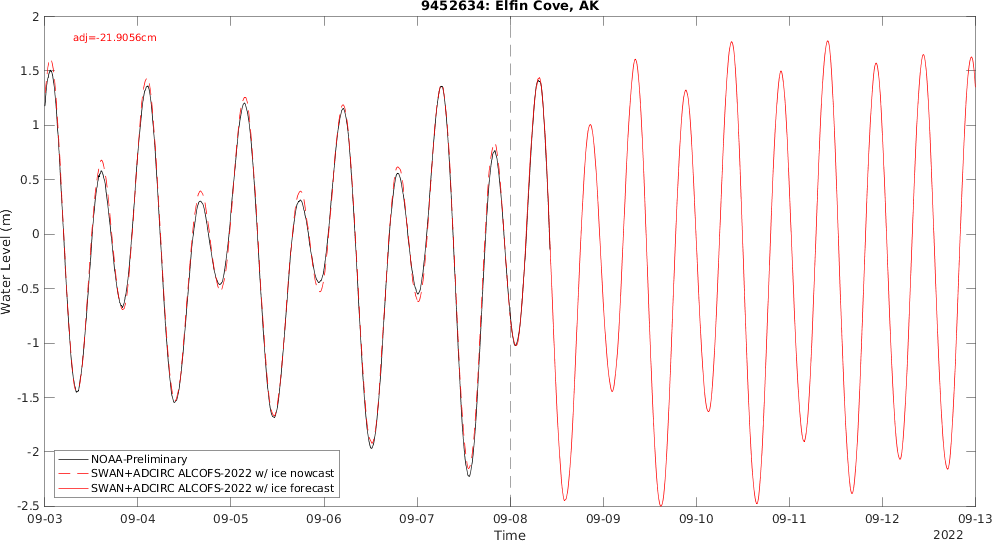 9452634: Elfin Cove, AK
adj=-21.9056cm
Water Level (m)
2
1.5
1
0.5
0
-0.5
-1
-1.5
-2
-2.5
NOAA-Preliminary
SWAN+ADCIRC ALCOFS-2022 w/ ice nowcast
SWAN+ADCIRC ALCOFS-2022 w/ ice forecast
09-03 09-04 09-05 09-06 09-07 09-08 09-09 09-10 09-11 09-12 09-13
Time
2022